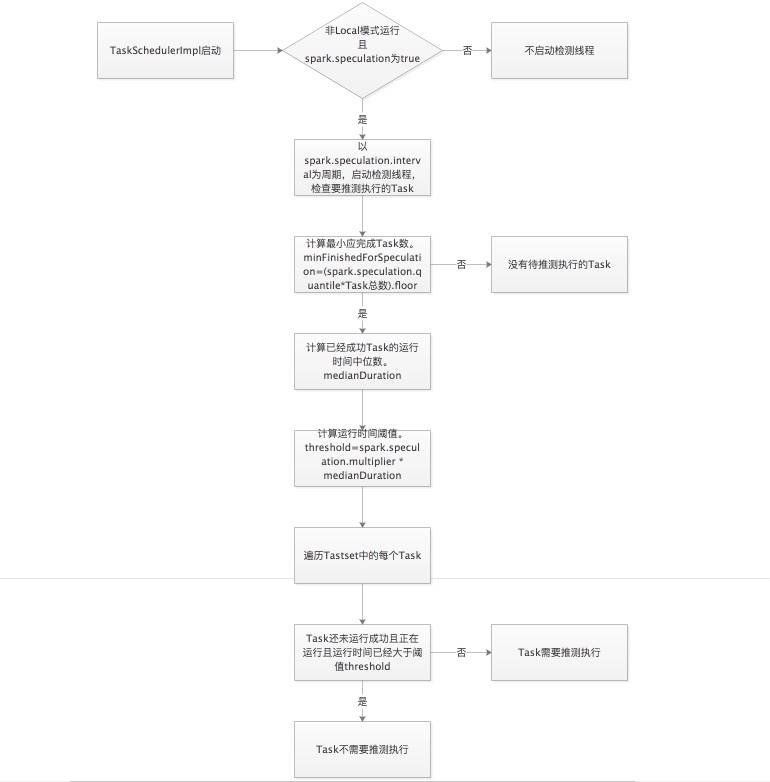 TaskSchedulerImpl启动
非Local模式运行
且
spark.speculation为true
否
不启动检测线程
是
以
spark.speculation.interv
al为周期，启动检测线程，
检查要推测执行的Task
计算最小应完成Task数。
minFinishedForSpeculati
on=(spark.speculation.q
uantile*Task总数).floor
否
没有待推测执行的Task
是
计算已经成功Task的运行
时间中位数。
medianDuration
计算运行时间阈值。
threshold=spark.specul
ation.multiplier *
medianDuration
遍历Tastset中的每个Task
Task还未运行成功且正在
运行且运行时间已经大于阈
值threshold
否
Task需要推测执行
是
Task不需要推测执行